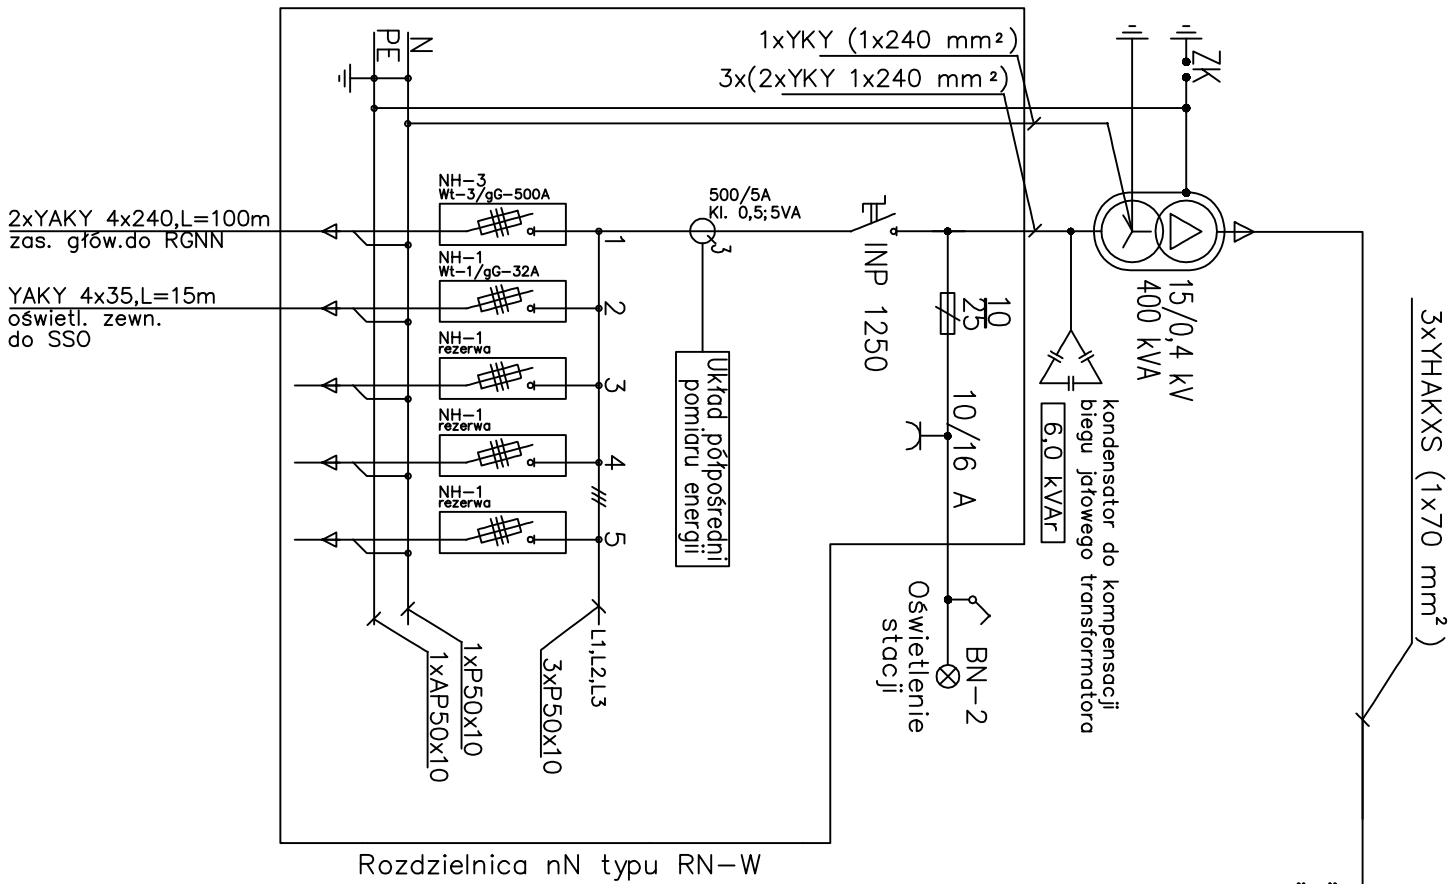 1xYKY (1x240 mm²)
3x(2xYKY 1x240 mm²)
N
PE
ZK
NH-3
Wt-3/gG-500A
500/5A
Kl. 0,5;5VA
3
1
2xYAKY 4x240,L=100m
zas. głów.do RGNN
INP 1250
NH-1
Wt-1/gG-32A
2
YAKY 4x35,L=15m
oświetl. zewn.
do SSO
10
25
15/0,4 kV
400 kVA
3xYHAKXS (1x70 mm²)
NH-1
rezerwa
3
NH-1
rezerwa
4
NH-1
rezerwa
5
Układ półpośredni
pomiaru energii
10/16 A
kondensator do kompensacji
biegu jałowego transformatora
6,0 kVAr
Oświetlenie
stacji
BN-2
L1,L2,L3
3xP50x10
1xP50x10
1xAP50x10
Rozdzielnica nN typu RN-W